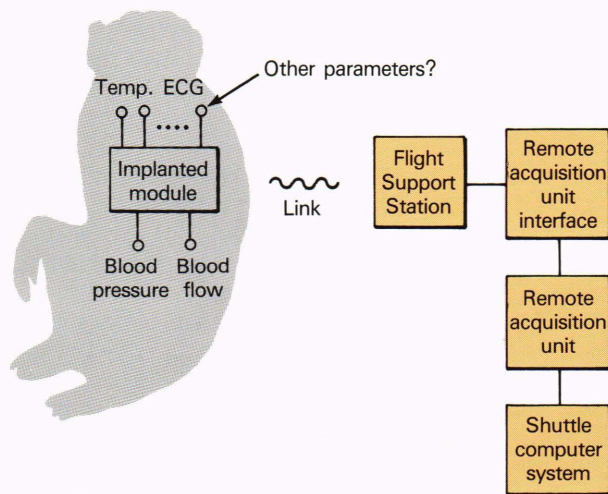 Other parameters?
Temp. ECG
Implanted
module
Blood
pressure
Blood
flow
Link
Flight
Support
Station
Remote
acquisition
unit
interface
Remote
acquisition
unit
Shuttle
computer
system